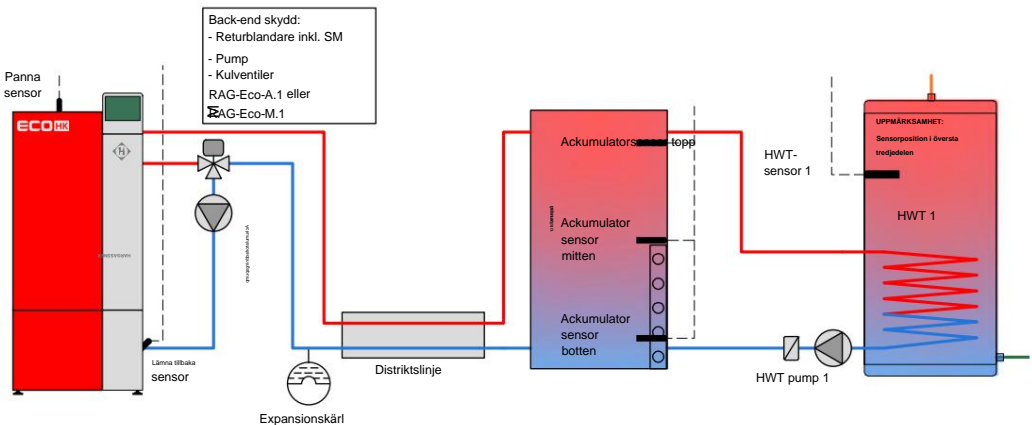 Back-end skydd:
- Returblandare inkl. SM
- Pump
- Kulventiler
RAG-Eco-A.1 eller
RAG-Eco-M.1
Panna
sensor
ECO HK
Ackumulatorsensor topp
Ackumulator
sensor
mitten
Ackumulator
sensor
botten
HWT-
sensor 1
UPPMÄRKSAMHET:
Sensorposition i översta
tredjedelen
HWT 1
Lämna tillbaka
sensor
Distriktslinje
Expansionskärl
HWT pump 1